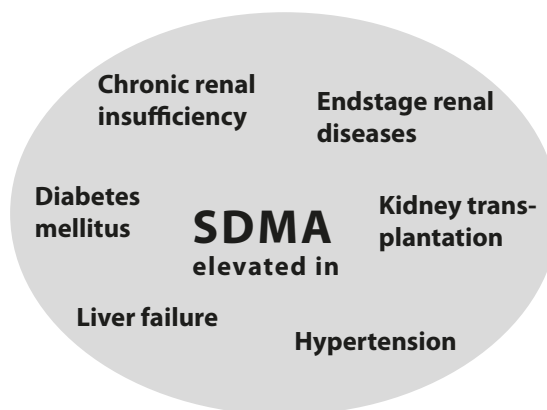 Chronic renal
insufficiency
Endstage renal
diseases
Diabetes
mellitus
SDMA
elevated in
Kidney trans-
plantation
Liver failure
Hypertension